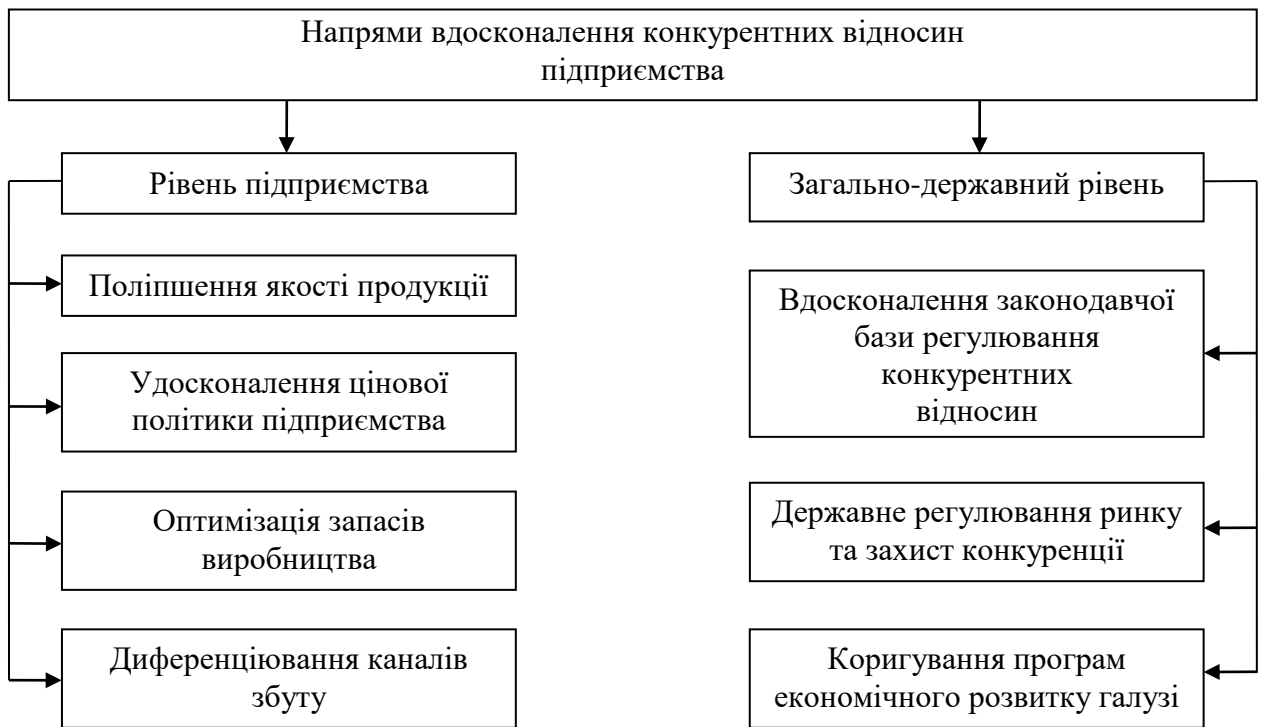 Напрями вдосконалення конкурентних відносин
підприємства
Рівень підприємства
Поліпшення якості продукції
Удосконалення цінової
політики підприємства
Оптимізація запасів
виробництва
Диференціювання каналів
збуту
Загально-державний рівень
Вдосконалення законодавчої
бази регулювання
конкурентних
відносин
Державне регулювання ринку
та захист конкуренції
Коригування програм
економічного розвитку галузі